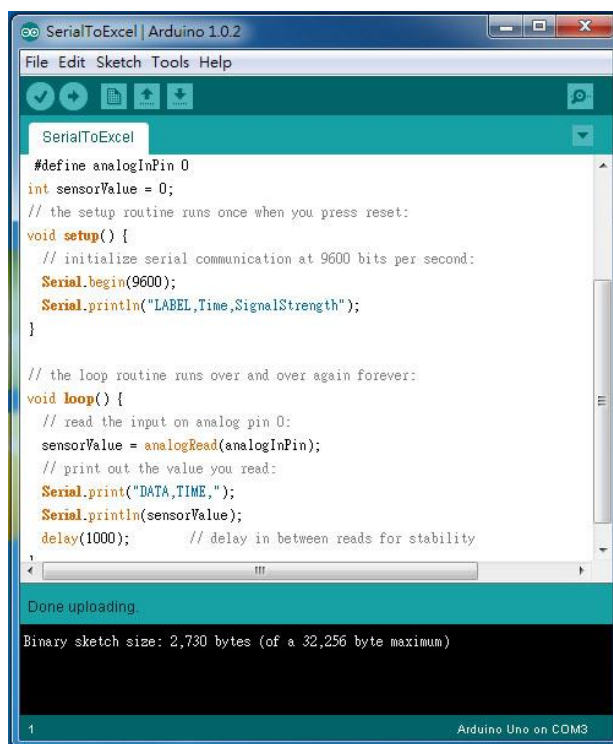 SerialToExcel | Arduino 1.0.2
File Edit Sketch Tools Help
SerialToExcel
#define analogInPin 0
int sensorValue = 0;
// the setup routine runs once when you press reset:
void setup() {
// initialize serial communication at 9600 bits per second:
Serial.begin(9600);
Serial.println("LABEL,Time,SignalStrength");
}
// the loop routine runs over and over again forever:
void loop() {
// read the input on analog pin 0:
sensorValue = analogRead(analogInPin);
// print out the value you read:
Serial.print("DATA,TIME,");
Serial.println(sensorValue);
delay(1000); // delay in between reads for stability
Done uploading.
Binary sketch size: 2,730 bytes (of a 32,256 byte maximum)
1 Arduino Uno on COM3